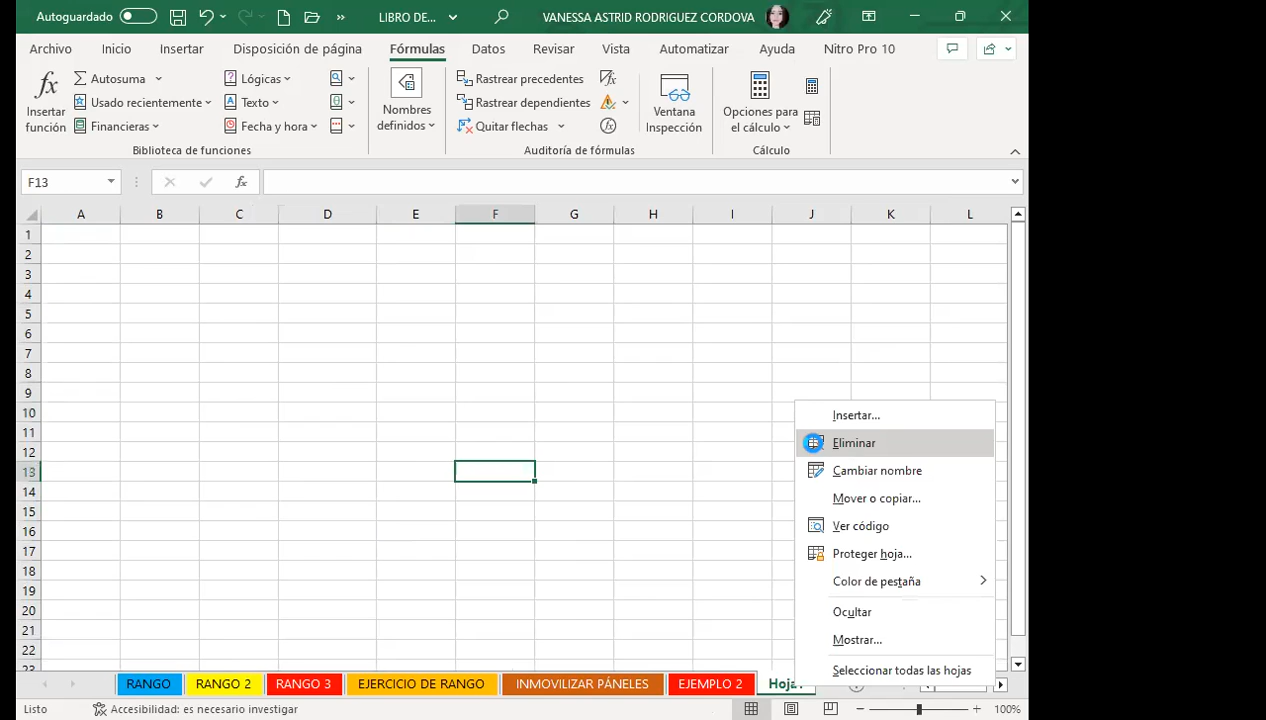 Autoguardado
LIBRO DE...
VANESSA ASTRID RODRIGUEZ CORDOVA
Archivo Inicio Insertar Disposición de página Fórmulas Datos Revisar Vista Automatizar Ayuda Nitro Pro 10
fx
Insertar
función
Autosuma
Usado recientemente
Financieras
Lógicas
Texto
Fecha y hora
Biblioteca de funciones
Nombres
definidos
Rastrear precedentes
Rastrear dependientes
Quitar flechas
Ventana
Inspección
Auditoría de fórmulas
Opciones para
el cálculo
Cálculo
F13
fx
A B C D E F G H I J K L
1
2
3
4
5
6
7
8
9
10
11
12
13
14
15
16
17
18
19
20
21
22
23
Insertar...
Eliminar
Cambiar nombre
Mover o copiar...
Ver código
Proteger hoja...
Color de pestaña
Ocultar
Mostrar...
Seleccionar todas las hojas
RANGO RANGO 2 RANGO 3 EJERCICIO DE RANGO INMOVILIZAR PÁNELES EJEMPLO 2
Listo Accesibilidad: es necesario investigar 100%